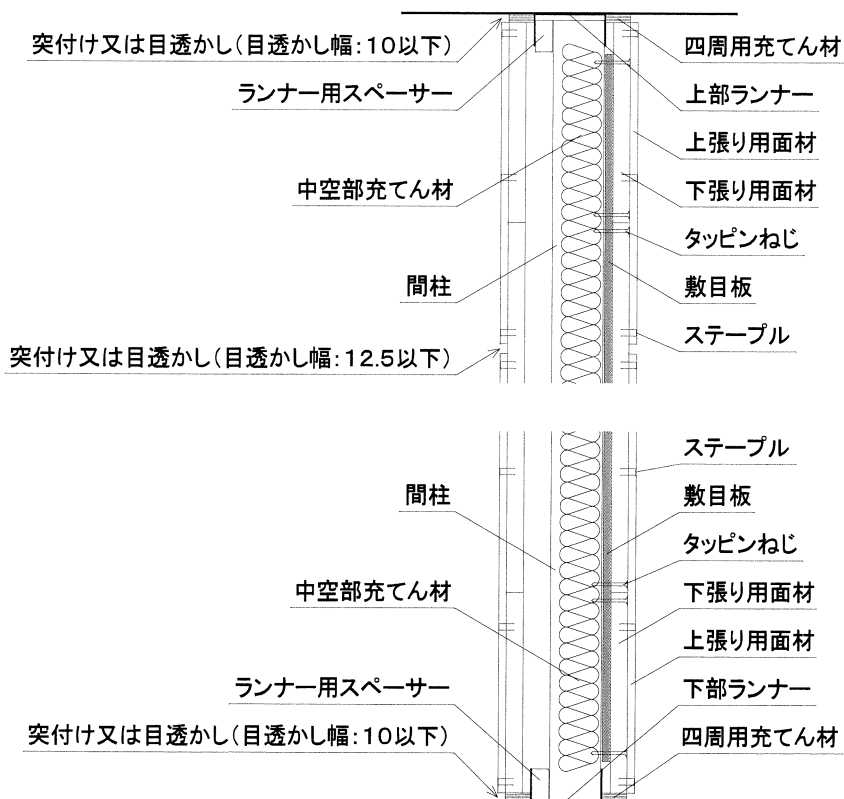 突付け又は目透かし(目透かし幅:10以下)
四周用充てん材
ランナー用スペーサー
上部ランナー
上張り用面材
中空部充てん材
下張り用面材
タッピンねじ
間柱
敷目板
ステープル
突付け又は目透かし(目透かし幅:12.5以下)
ステープル
間柱
敷目板
タッピンねじ
中空部充てん材
下張り用面材
上張り用面材
ランナー用スペーサー
下部ランナー
突付け又は目透かし(目透かし幅:10以下)
四周用充てん材